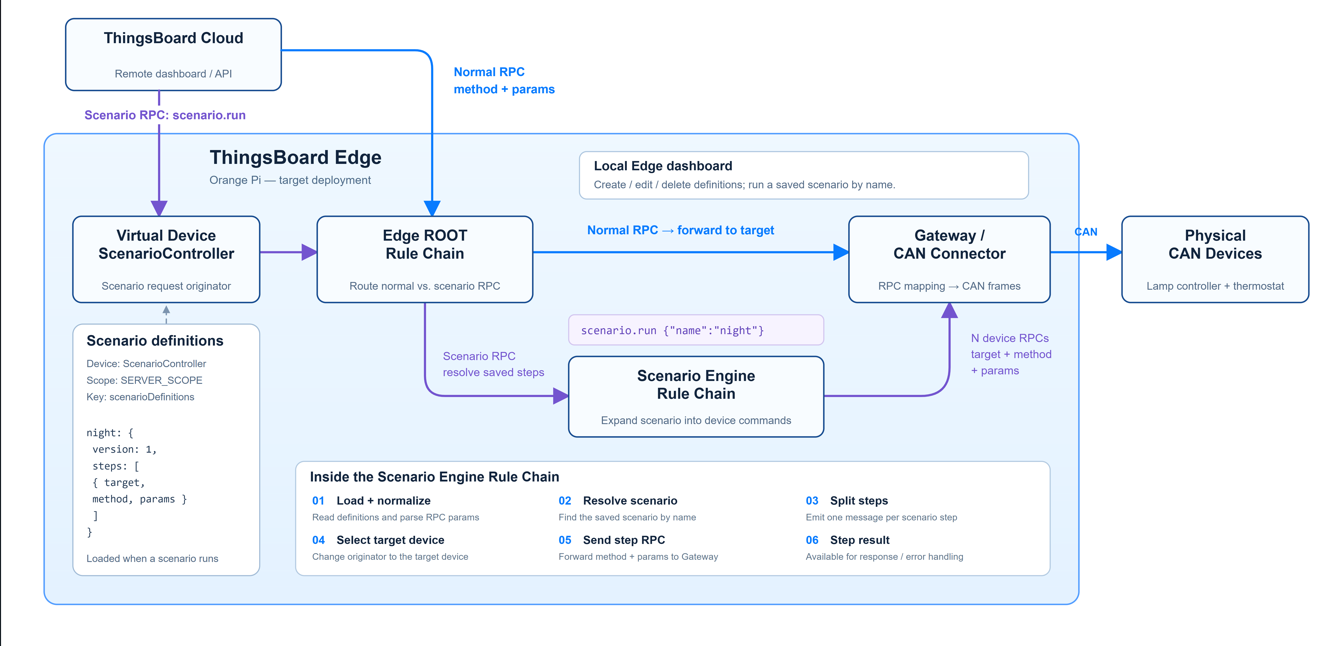 ThingsBoard Cloud
Remote dashboard / API
Normal RPC
method + params
Scenario RPC: scenario.run
ThingsBoard Edge
Orange Pi — target deployment
Local Edge dashboard
Create / edit / delete definitions; run a saved scenario by name.
Virtual Device
ScenarioController
Scenario request originator
Edge ROOT
Rule Chain
Route normal vs. scenario RPC
Normal RPC → forward to target
Gateway /
CAN Connector
RPC mapping → CAN frames
CAN
Physical
CAN Devices
Lamp controller + thermostat
Scenario definitions
Device: ScenarioController
Scope: SERVER_SCOPE
Key: scenarioDefinitions
night: {
version: 1,
steps: [
{ target,
method, params }
]
}
Loaded when a scenario runs
Scenario RPC
resolve saved steps
scenario.run {"name":"night"}
Scenario Engine
Rule Chain
Expand scenario into device commands
N device RPCs
target + method
+ params
Inside the Scenario Engine Rule Chain
01 Load + normalize
Read definitions and parse RPC params
02 Resolve scenario
Find the saved scenario by name
03 Split steps
Emit one message per scenario step
04 Select target device
Change originator to the target device
05 Send step RPC
Forward method + params to Gateway
06 Step result
Available for response / error handling